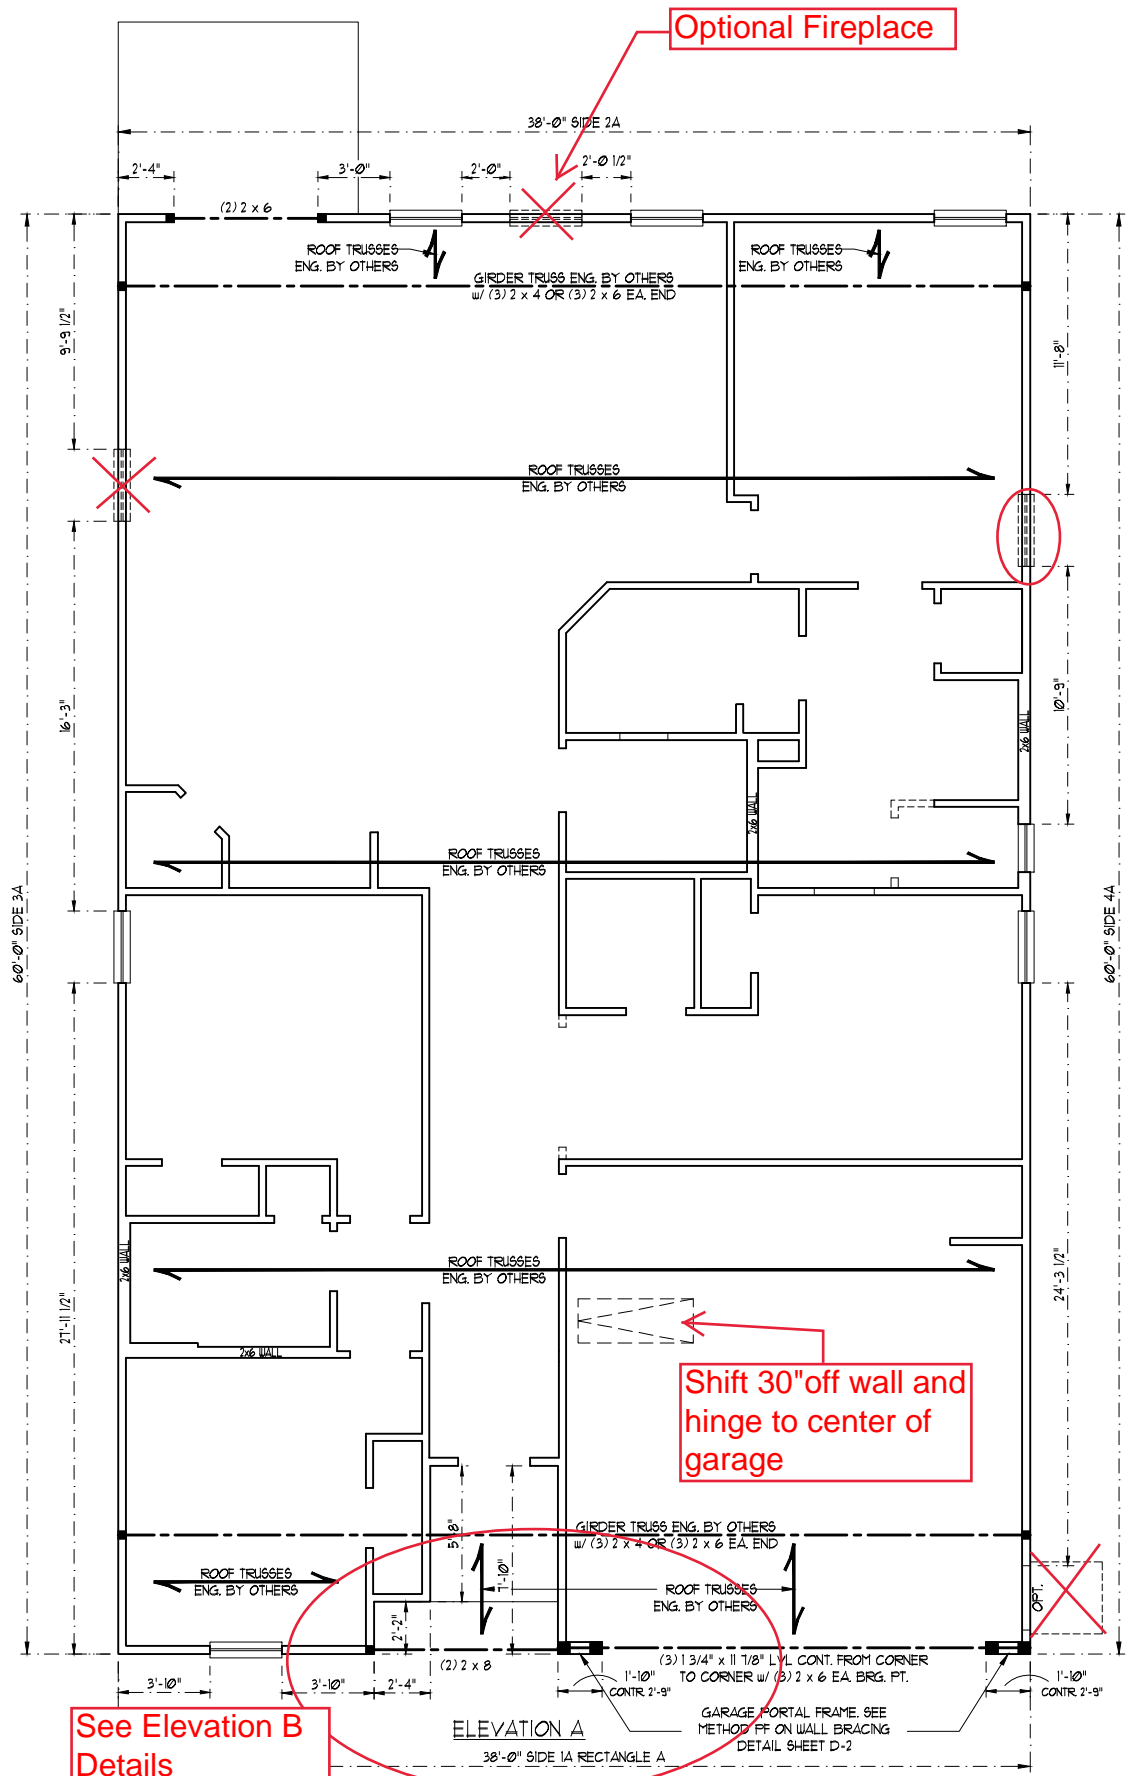 Optional Fireplace
38'-0" SIDE 2A
2'-4"
3'-0"
2'-0"
2'-0 1/2"
(2) 2 x 6
ROOF TRUSSES
ENG. BY OTHERS
ROOF TRUSSES
ENG. BY OTHERS
GIRDER TRUSS ENG. BY OTHERS
w/ (3) 2 x 4 OR (3) 2 x 6 EA. END
9'-9 1/2"
11'-8"
ROOF TRUSSES
ENG. BY OTHERS
16'-3"
10'-9"
2x6 WALL
2x6 WALL
ROOF TRUSSES
ENG. BY OTHERS
60'-0" SIDE 3A
60'-0" SIDE 4A
2x6 WALL
ROOF TRUSSES
ENG. BY OTHERS
27'-11 1/2"
24'-3 1/2"
2x6 WALL
Shift 30"off wall and
hinge to center of
garage
GIRDER TRUSS ENG. BY OTHERS
w/ (3) 2 x 4 OR (3) 2 x 6 EA. END
5'-8"
7'-10"
ROOF TRUSSES
ENG. BY OTHERS
ROOF TRUSSES
ENG. BY OTHERS
OPT.
2'-2"
(2) 2 x 8
(3) 1 3/4" x 11 7/8" LVL CONT. FROM CORNER
TO CORNER w/ (3) 2 x 6 EA. BRG. PT.
3'-10"
3'-10"
2'-4"
1'-10"
CONTR. 2'-9"
1'-10"
CONTR. 2'-9"
GARAGE PORTAL FRAME. SEE
METHOD PF ON WALL BRACING
DETAIL SHEET D-2
See Elevation B
Details
ELEVATION A
38'-0" SIDE 1A RECTANGLE A